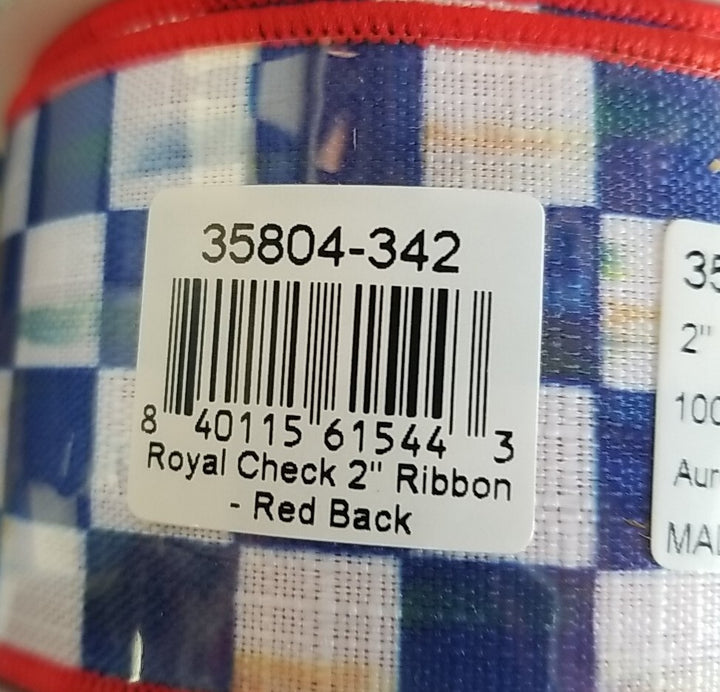 35804-342
8 40115 61544 3
Royal Check 2" Ribbon
- Red Back
2"